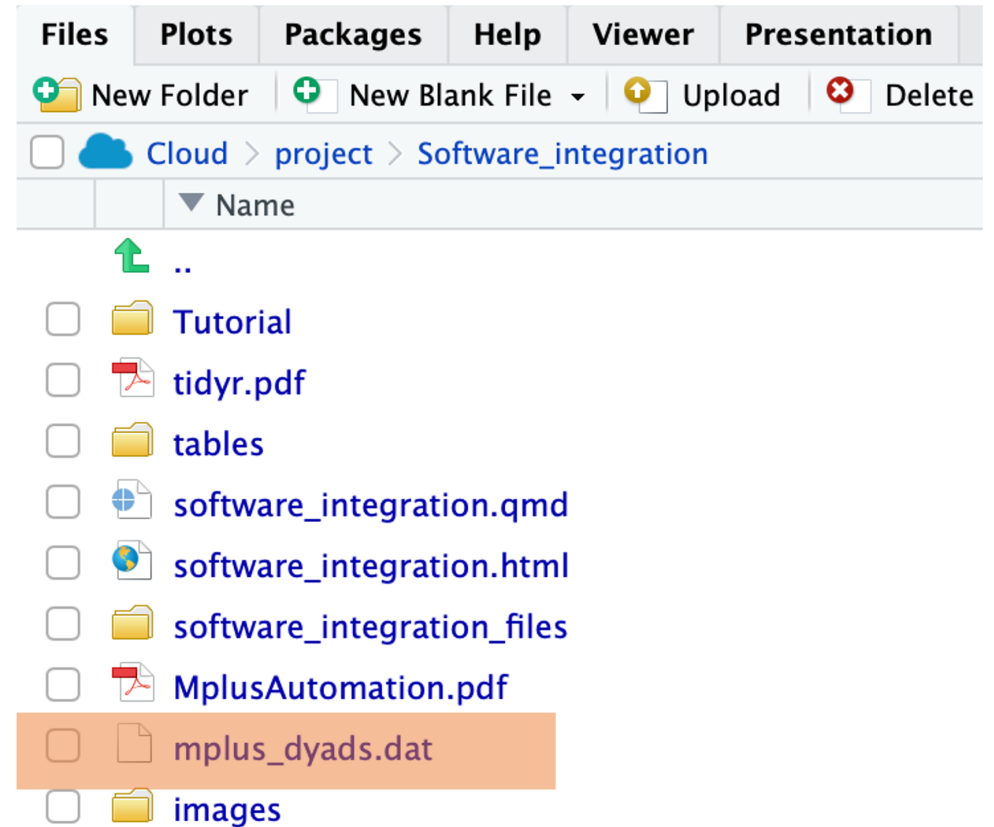 Files Plots Packages Help Viewer Presentation
New Folder New Blank File Upload Delete
Cloud project Software_integration
Name
..
Tutorial
tidyr.pdf
tables
software_integration.qmd
software_integration.html
software_integration_files
MplusAutomation.pdf
mplus_dyads.dat
images